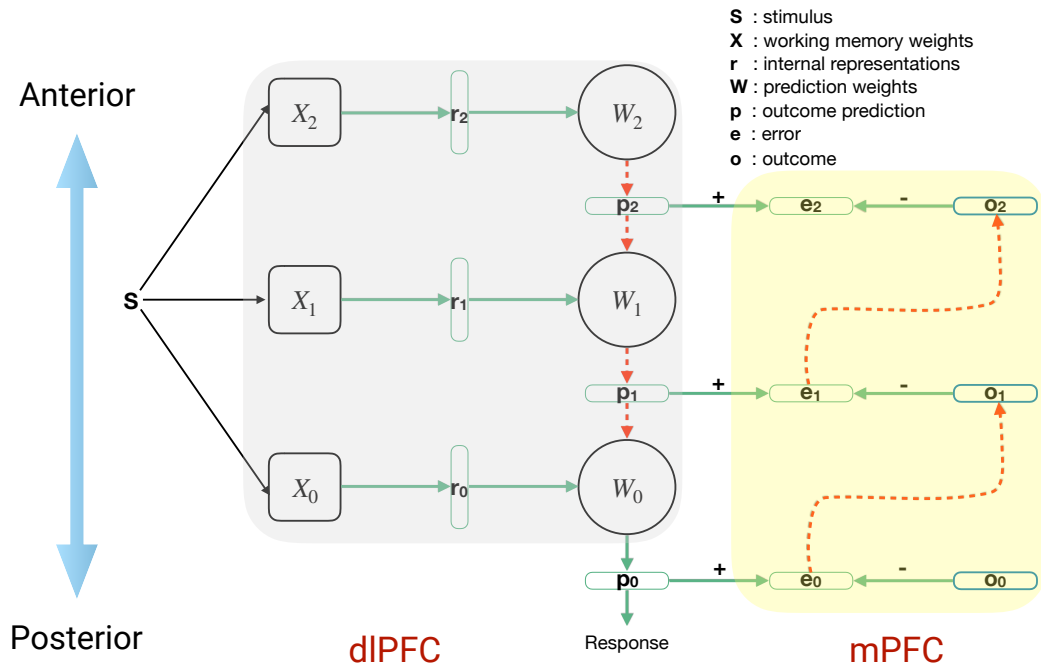 S : stimulus
X : working memory weights
r : internal representations
W : prediction weights
p : outcome prediction
e : error
o : outcome
Anterior
X₂ r₂ W₂
p₂ + e₂ - o₂
S X₁ r₁ W₁
p₁ + e₁ - o₁
X₀ r₀ W₀
p₀ + e₀ - o₀
Posterior
Response
dlPFC mPFC